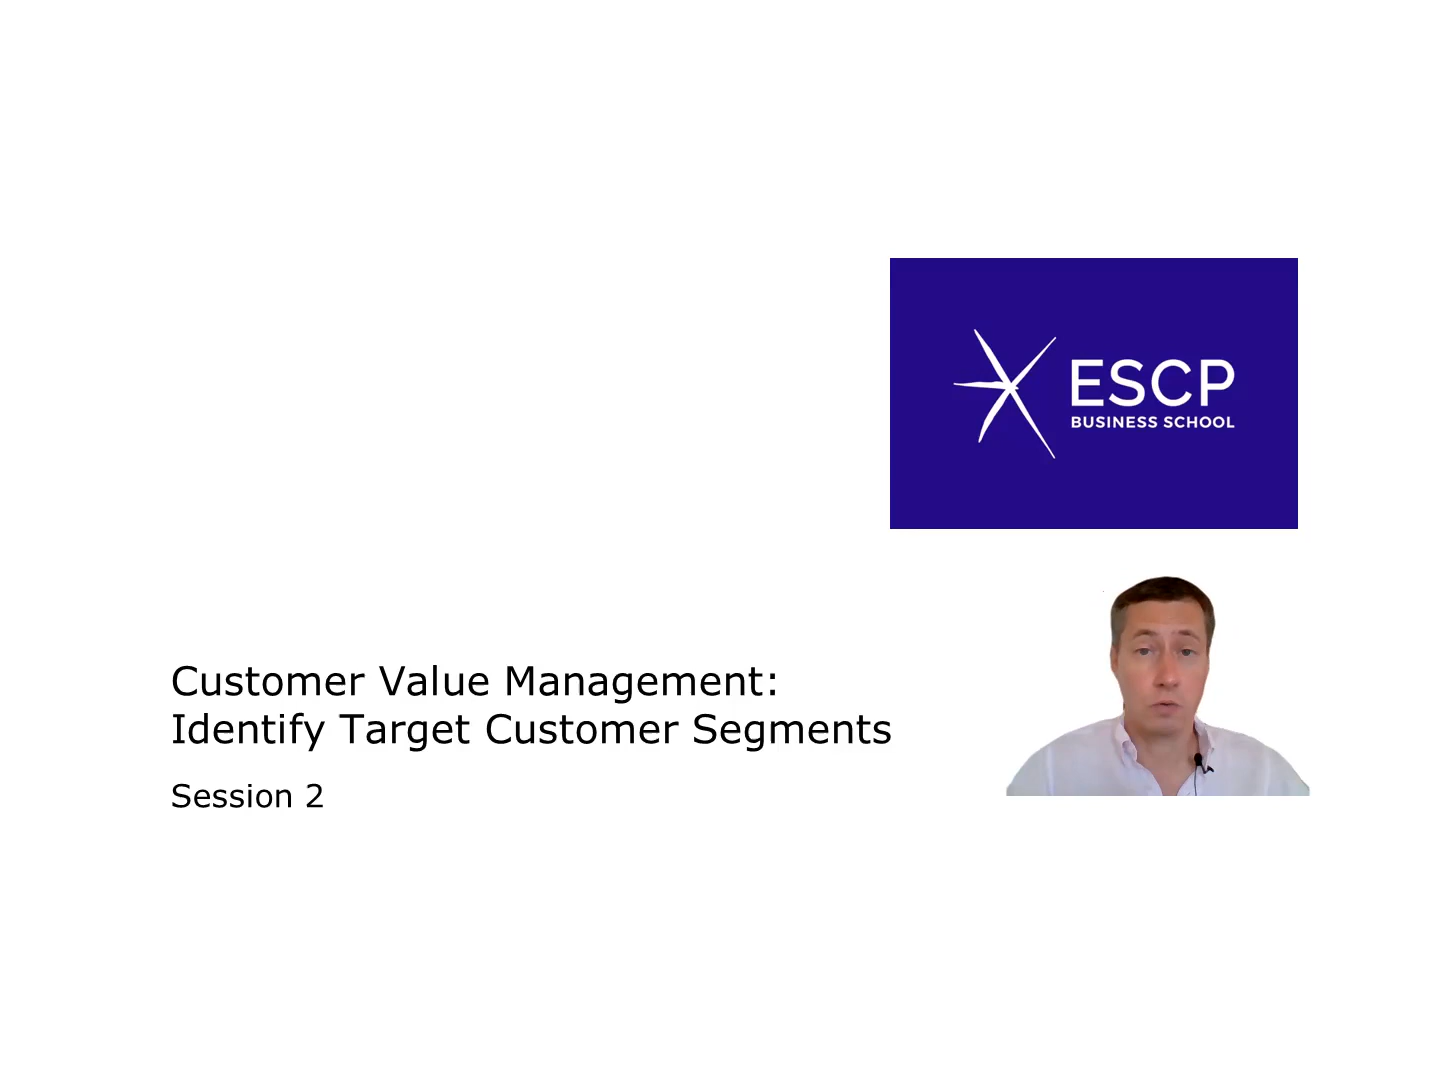 ESCP
BUSINESS SCHOOL
Customer Value Management:
Identify Target Customer Segments
Session 2